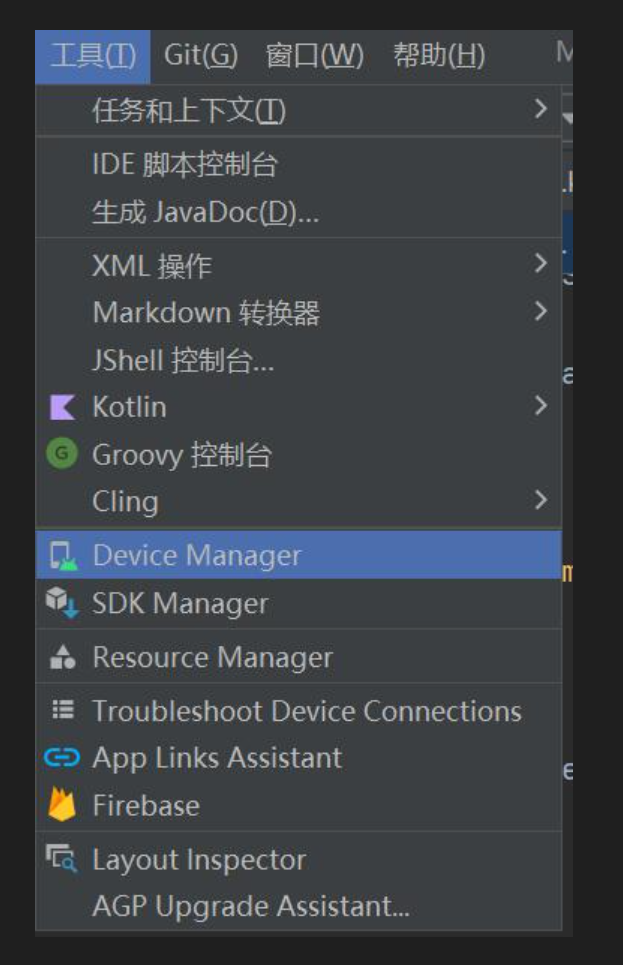 工具(T) Git(G) 窗口(W) 帮助(H)
任务和上下文(T)
IDE 脚本控制台
生成 JavaDoc(D)...
XML 操作
Markdown 转换器
JShell 控制台...
Kotlin
G Groovy 控制台
Cling
Device Manager
SDK Manager
Resource Manager
Troubleshoot Device Connections
App Links Assistant
Firebase
Layout Inspector
AGP Upgrade Assistant...